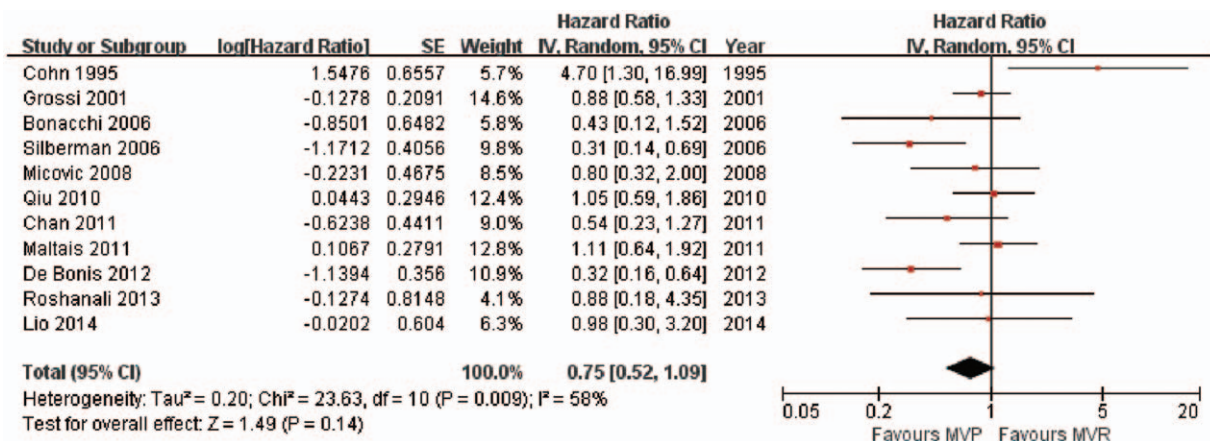 Hazard Ratio Hazard Ratio
Study or Subgroup log[Hazard Ratio] SE Weight IV, Random, 95% CI Year IV, Random, 95% CI
Cohn 1995 1.5476 0.6557 5.7% 4.70 [1.30, 16.99] 1995
Grossi 2001 -0.1278 0.2091 14.6% 0.88 [0.58, 1.33] 2001
Bonacchi 2006 -0.8501 0.6482 5.8% 0.43 [0.12, 1.52] 2006
Silberman 2006 -1.1712 0.4056 9.8% 0.31 [0.14, 0.69] 2006
Micovic 2008 -0.2231 0.4675 8.5% 0.80 [0.32, 2.00] 2008
Qiu 2010 0.0443 0.2946 12.4% 1.05 [0.59, 1.86] 2010
Chan 2011 -0.6238 0.4411 9.0% 0.54 [0.23, 1.27] 2011
Maltais 2011 0.1067 0.2791 12.8% 1.11 [0.64, 1.92] 2011
De Bonis 2012 -1.1394 0.356 10.9% 0.32 [0.16, 0.64] 2012
Roshanali 2013 -0.1274 0.8148 4.1% 0.88 [0.18, 4.35] 2013
Lio 2014 -0.0202 0.604 6.3% 0.98 [0.30, 3.20] 2014
Total (95% CI) 100.0% 0.75 [0.52, 1.09]
Heterogeneity: Tau² = 0.20; Chi² = 23.63, df = 10 (P = 0.009); I² = 58%
Test for overall effect: Z = 1.49 (P = 0.14)
0.05 0.2 1 5 20
Favours MVP Favours MVR